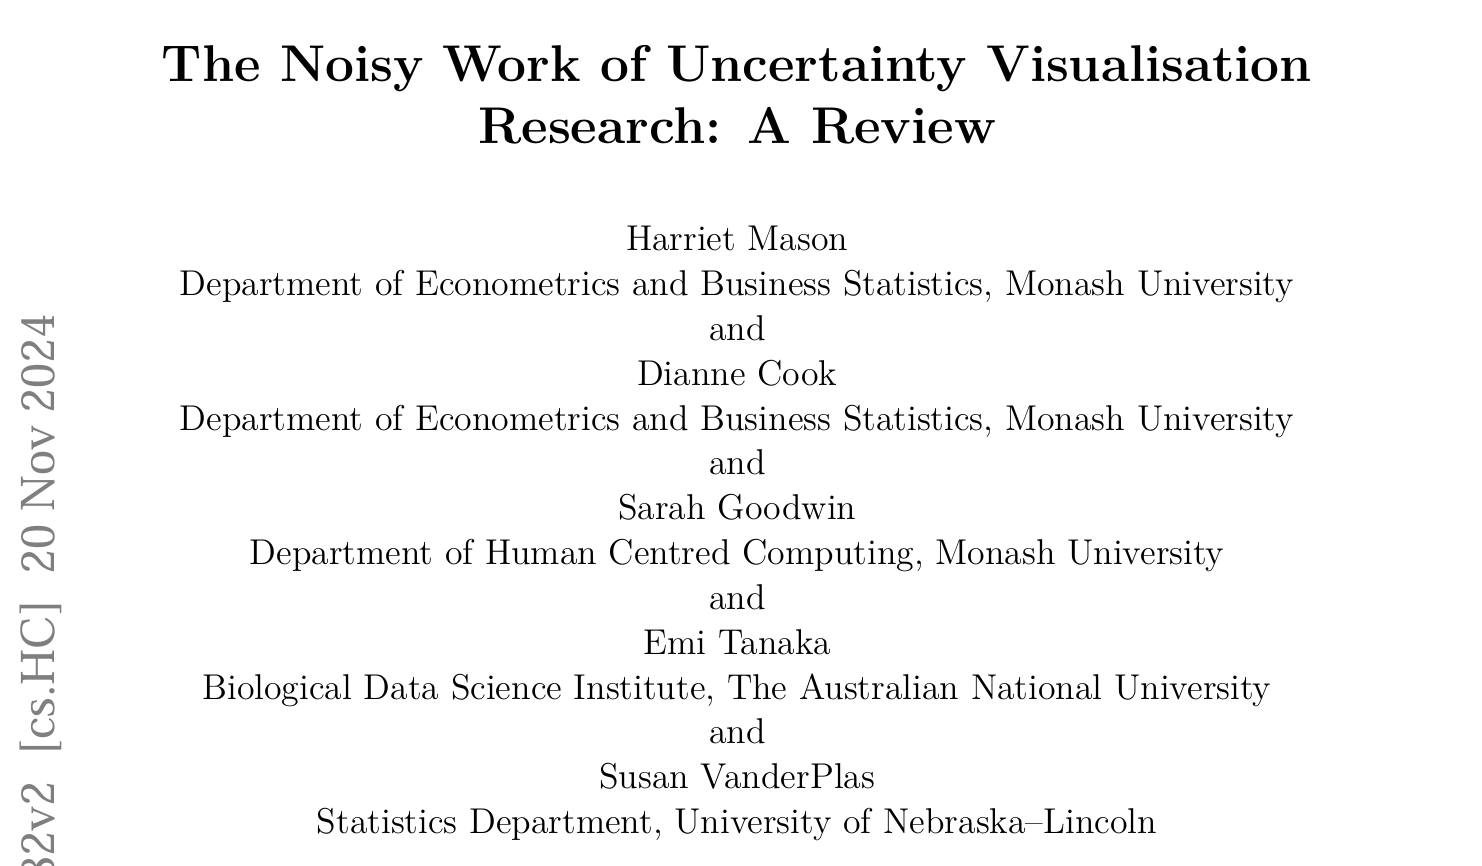 The Noisy Work of Uncertainty Visualisation
Research: A Review
Harriet Mason
Department of Econometrics and Business Statistics, Monash University
and
Dianne Cook
Department of Econometrics and Business Statistics, Monash University
and
Sarah Goodwin
Department of Human Centred Computing, Monash University
and
Emi Tanaka
Biological Data Science Institute, The Australian National University
and
Susan VanderPlas
Statistics Department, University of Nebraska–Lincoln
32v2 [cs.HC] 20 Nov 2024